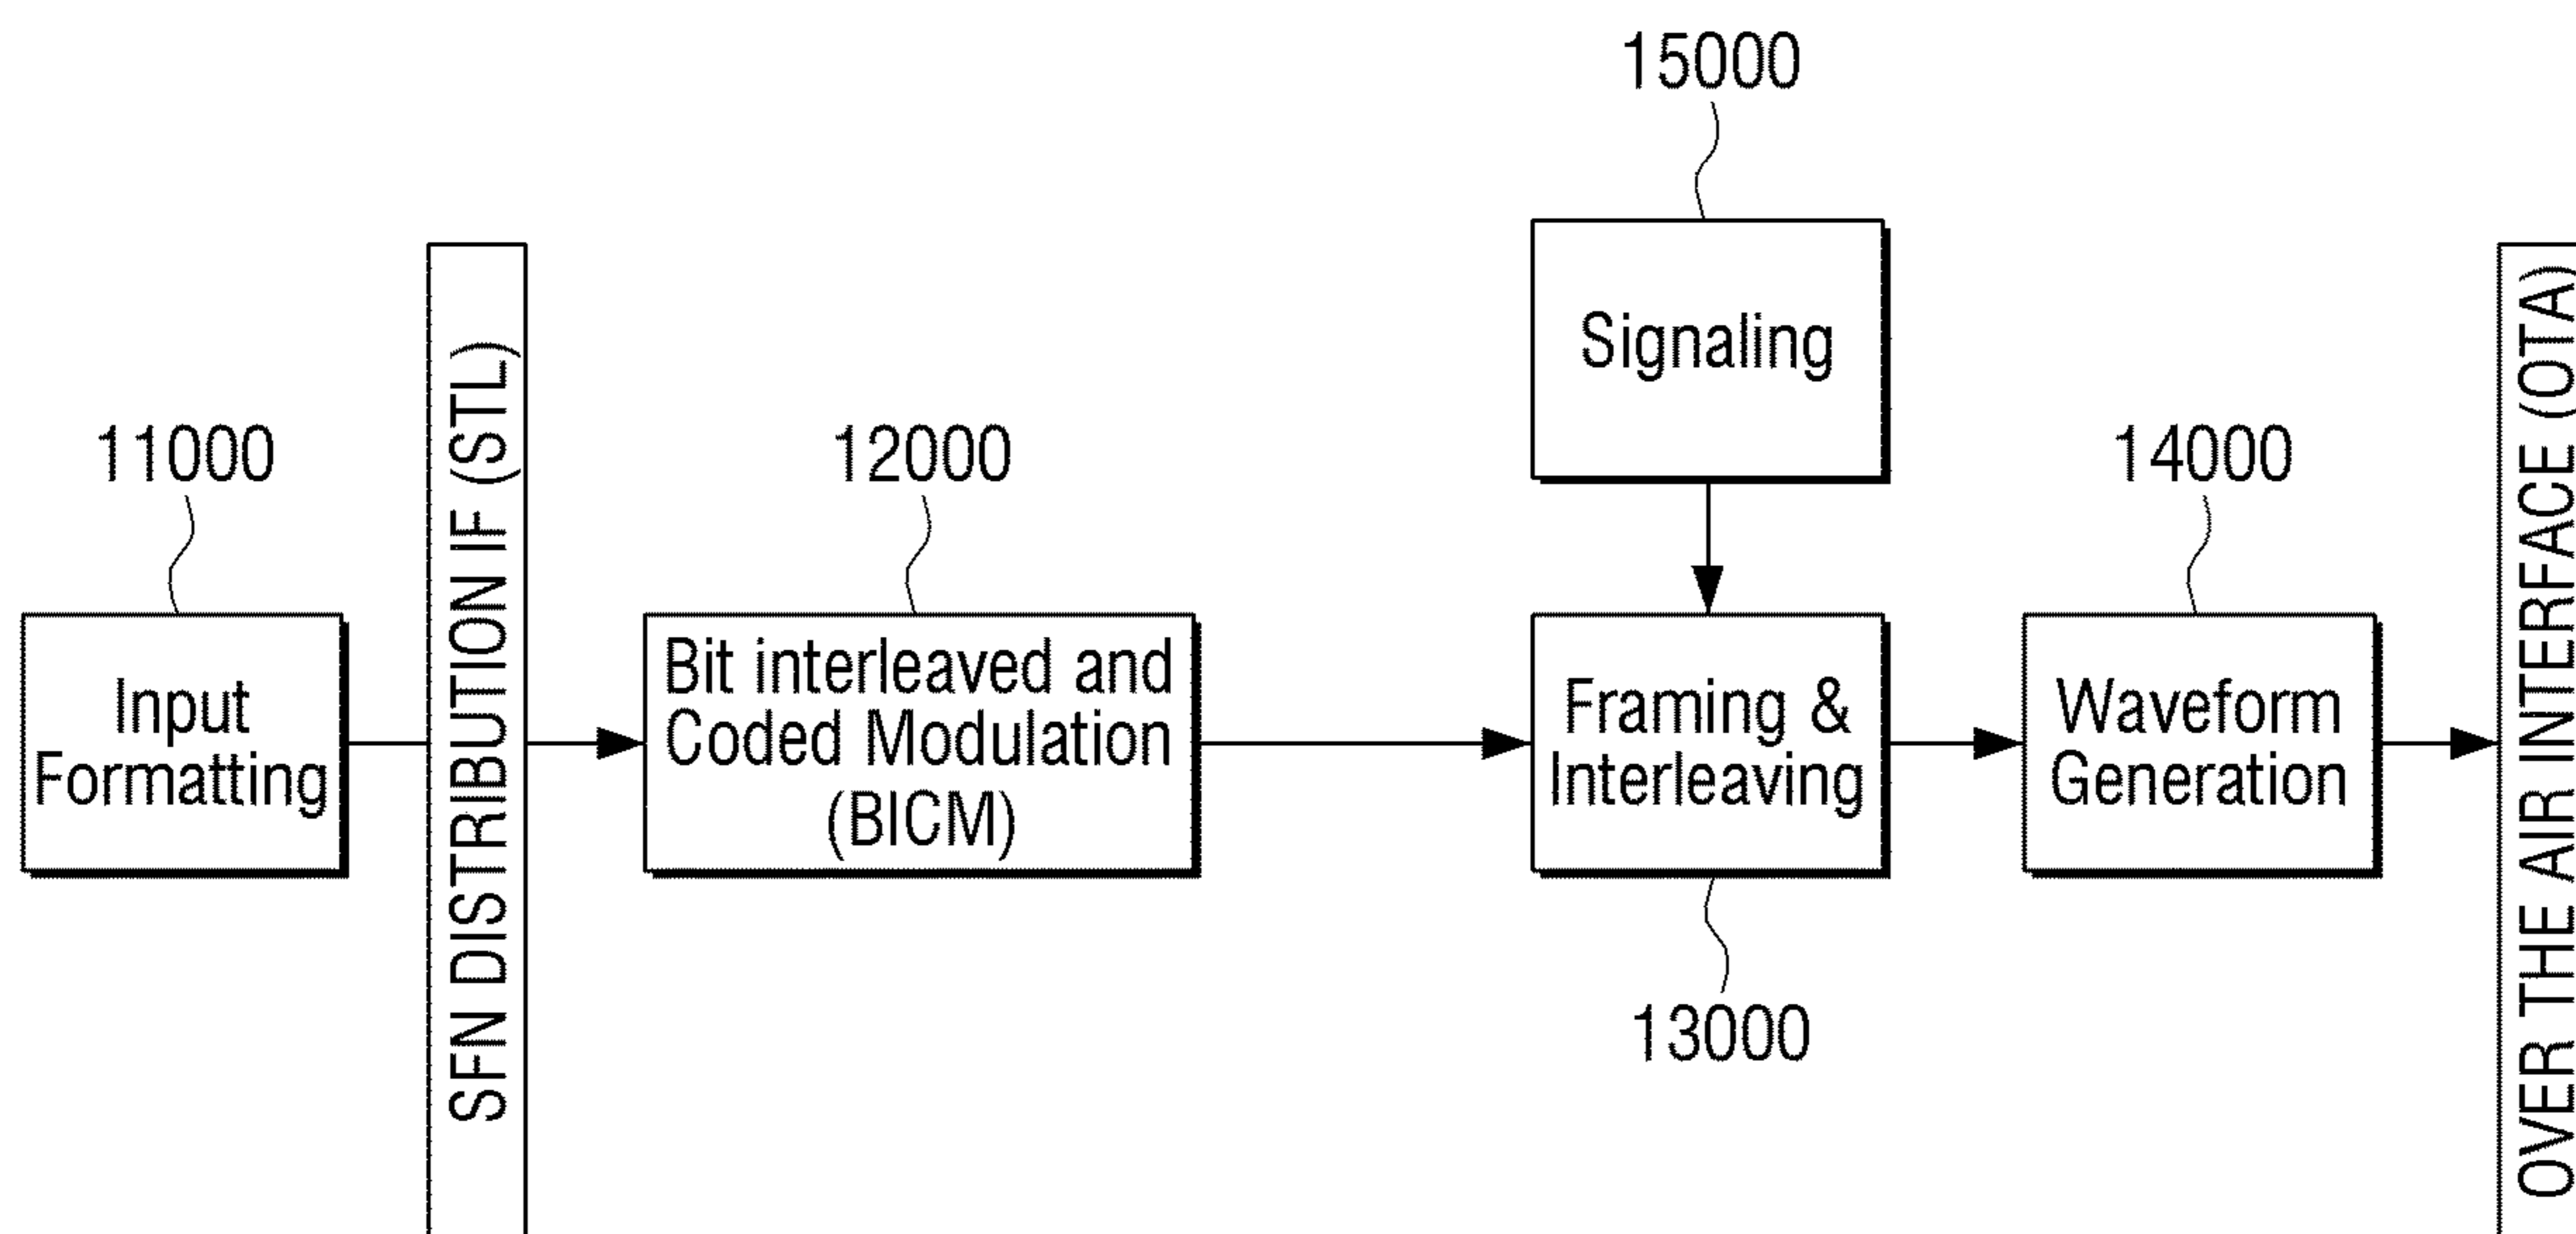 15000
Signaling
11000
Input
Formatting
SFN DISTRIBUTION IF (STL)
12000
Bit interleaved and
Coded Modulation
(BICM)
Framing &
Interleaving
13000
14000
Waveform
Generation
OVER THE AIR INTERFACE (OTA)